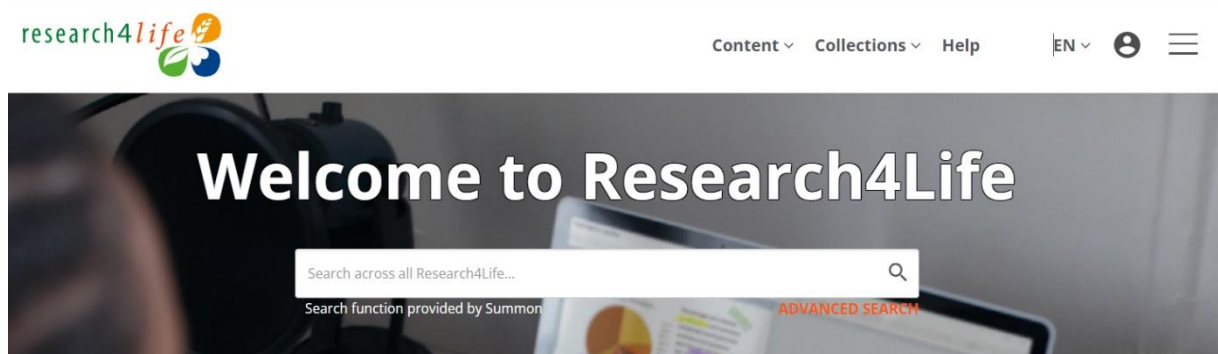 research4life
Content Collections Help EN
Welcome to Research4Life
Search across all Research4Life...
Search function provided by Summon
ADVANCED SEARCH